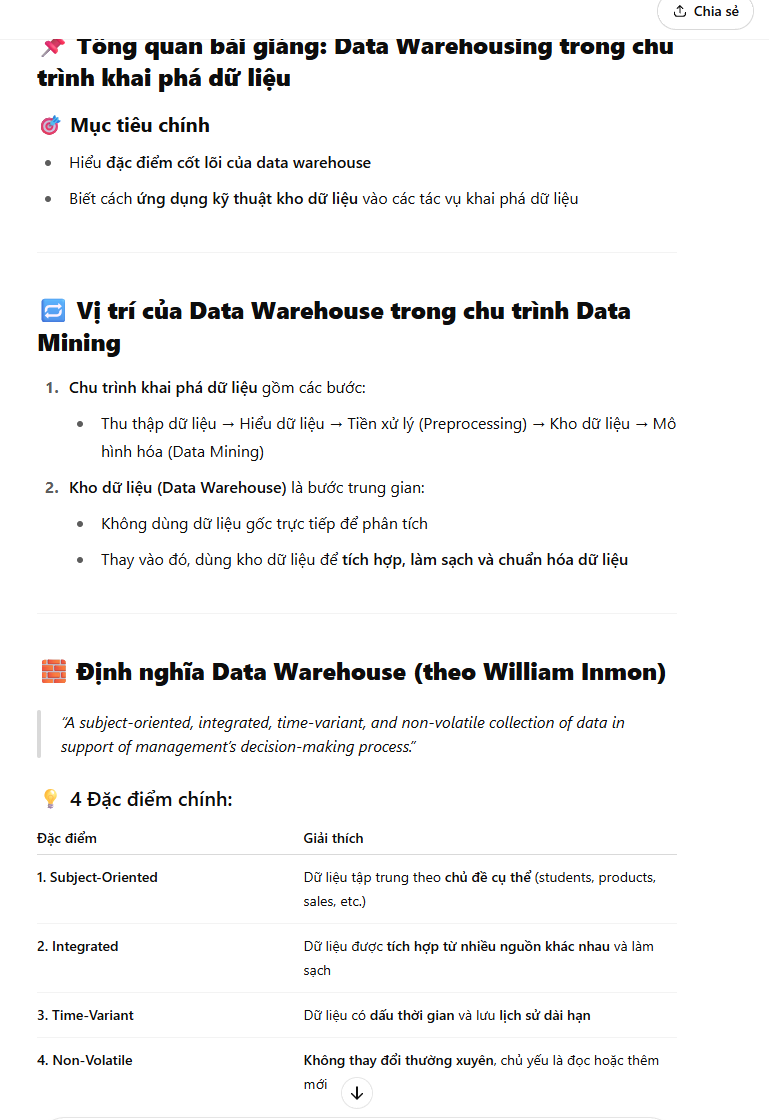 Chia sẻ
📌 Tổng quan bài giảng: Data Warehousing trong chu
trình khai phá dữ liệu
🎯 Mục tiêu chính
• Hiểu đặc điểm cốt lõi của data warehouse
• Biết cách ứng dụng kỹ thuật kho dữ liệu vào các tác vụ khai phá dữ liệu
🔁 Vị trí của Data Warehouse trong chu trình Data
Mining
1. Chu trình khai phá dữ liệu gồm các bước:
• Thu thập dữ liệu → Hiểu dữ liệu → Tiền xử lý (Preprocessing) → Kho dữ liệu → Mô
hình hóa (Data Mining)
2. Kho dữ liệu (Data Warehouse) là bước trung gian:
• Không dùng dữ liệu gốc trực tiếp để phân tích
• Thay vào đó, dùng kho dữ liệu để tích hợp, làm sạch và chuẩn hóa dữ liệu
🧱 Định nghĩa Data Warehouse (theo William Inmon)
“A subject-oriented, integrated, time-variant, and non-volatile collection of data in
support of management’s decision-making process.”
💡 4 Đặc điểm chính:
Đặc điểm Giải thích
1. Subject-Oriented Dữ liệu tập trung theo chủ đề cụ thể (students, products,
sales, etc.)
2. Integrated Dữ liệu được tích hợp từ nhiều nguồn khác nhau và làm
sạch
3. Time-Variant Dữ liệu có dấu thời gian và lưu lịch sử dài hạn
4. Non-Volatile Không thay đổi thường xuyên, chủ yếu là đọc hoặc thêm
mới